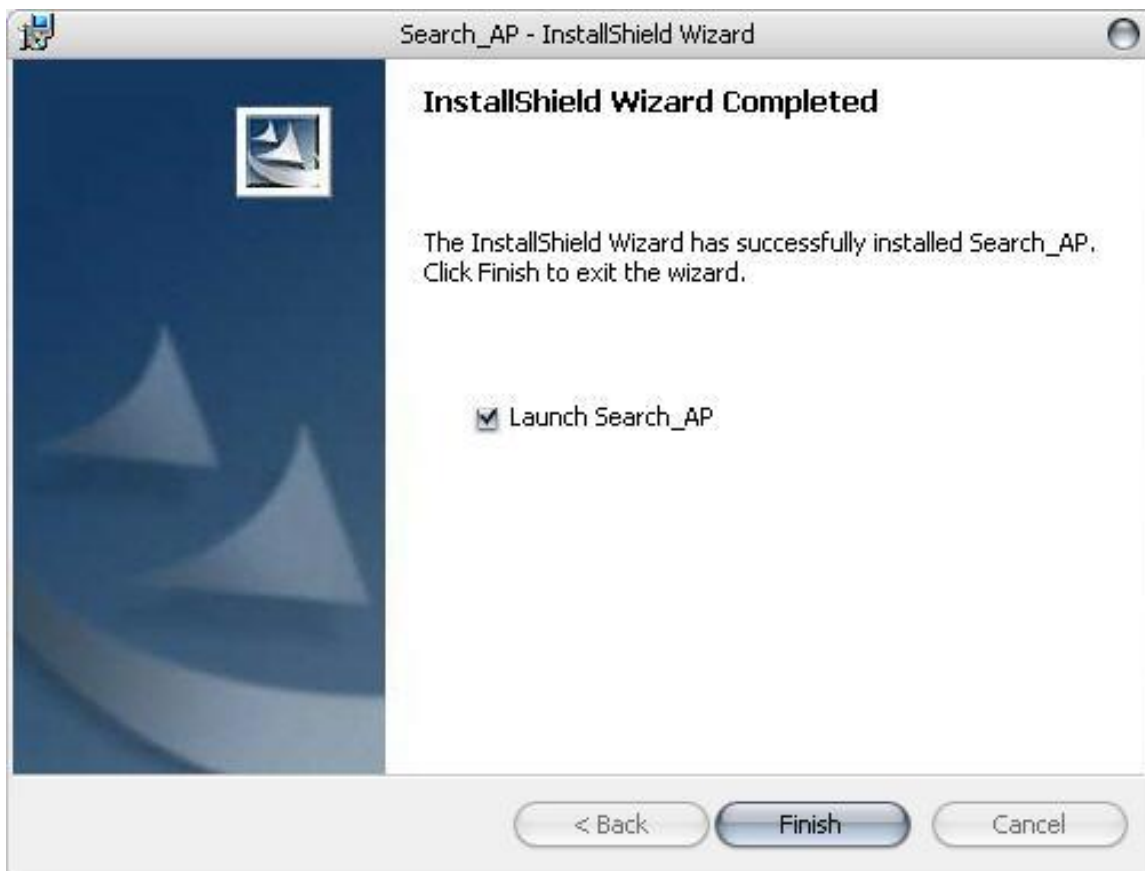 Search_AP - InstallShield Wizard
InstallShield Wizard Completed
The InstallShield Wizard has successfully installed Search_AP.
Click Finish to exit the wizard.
Launch Search_AP
< Back
Finish
Cancel